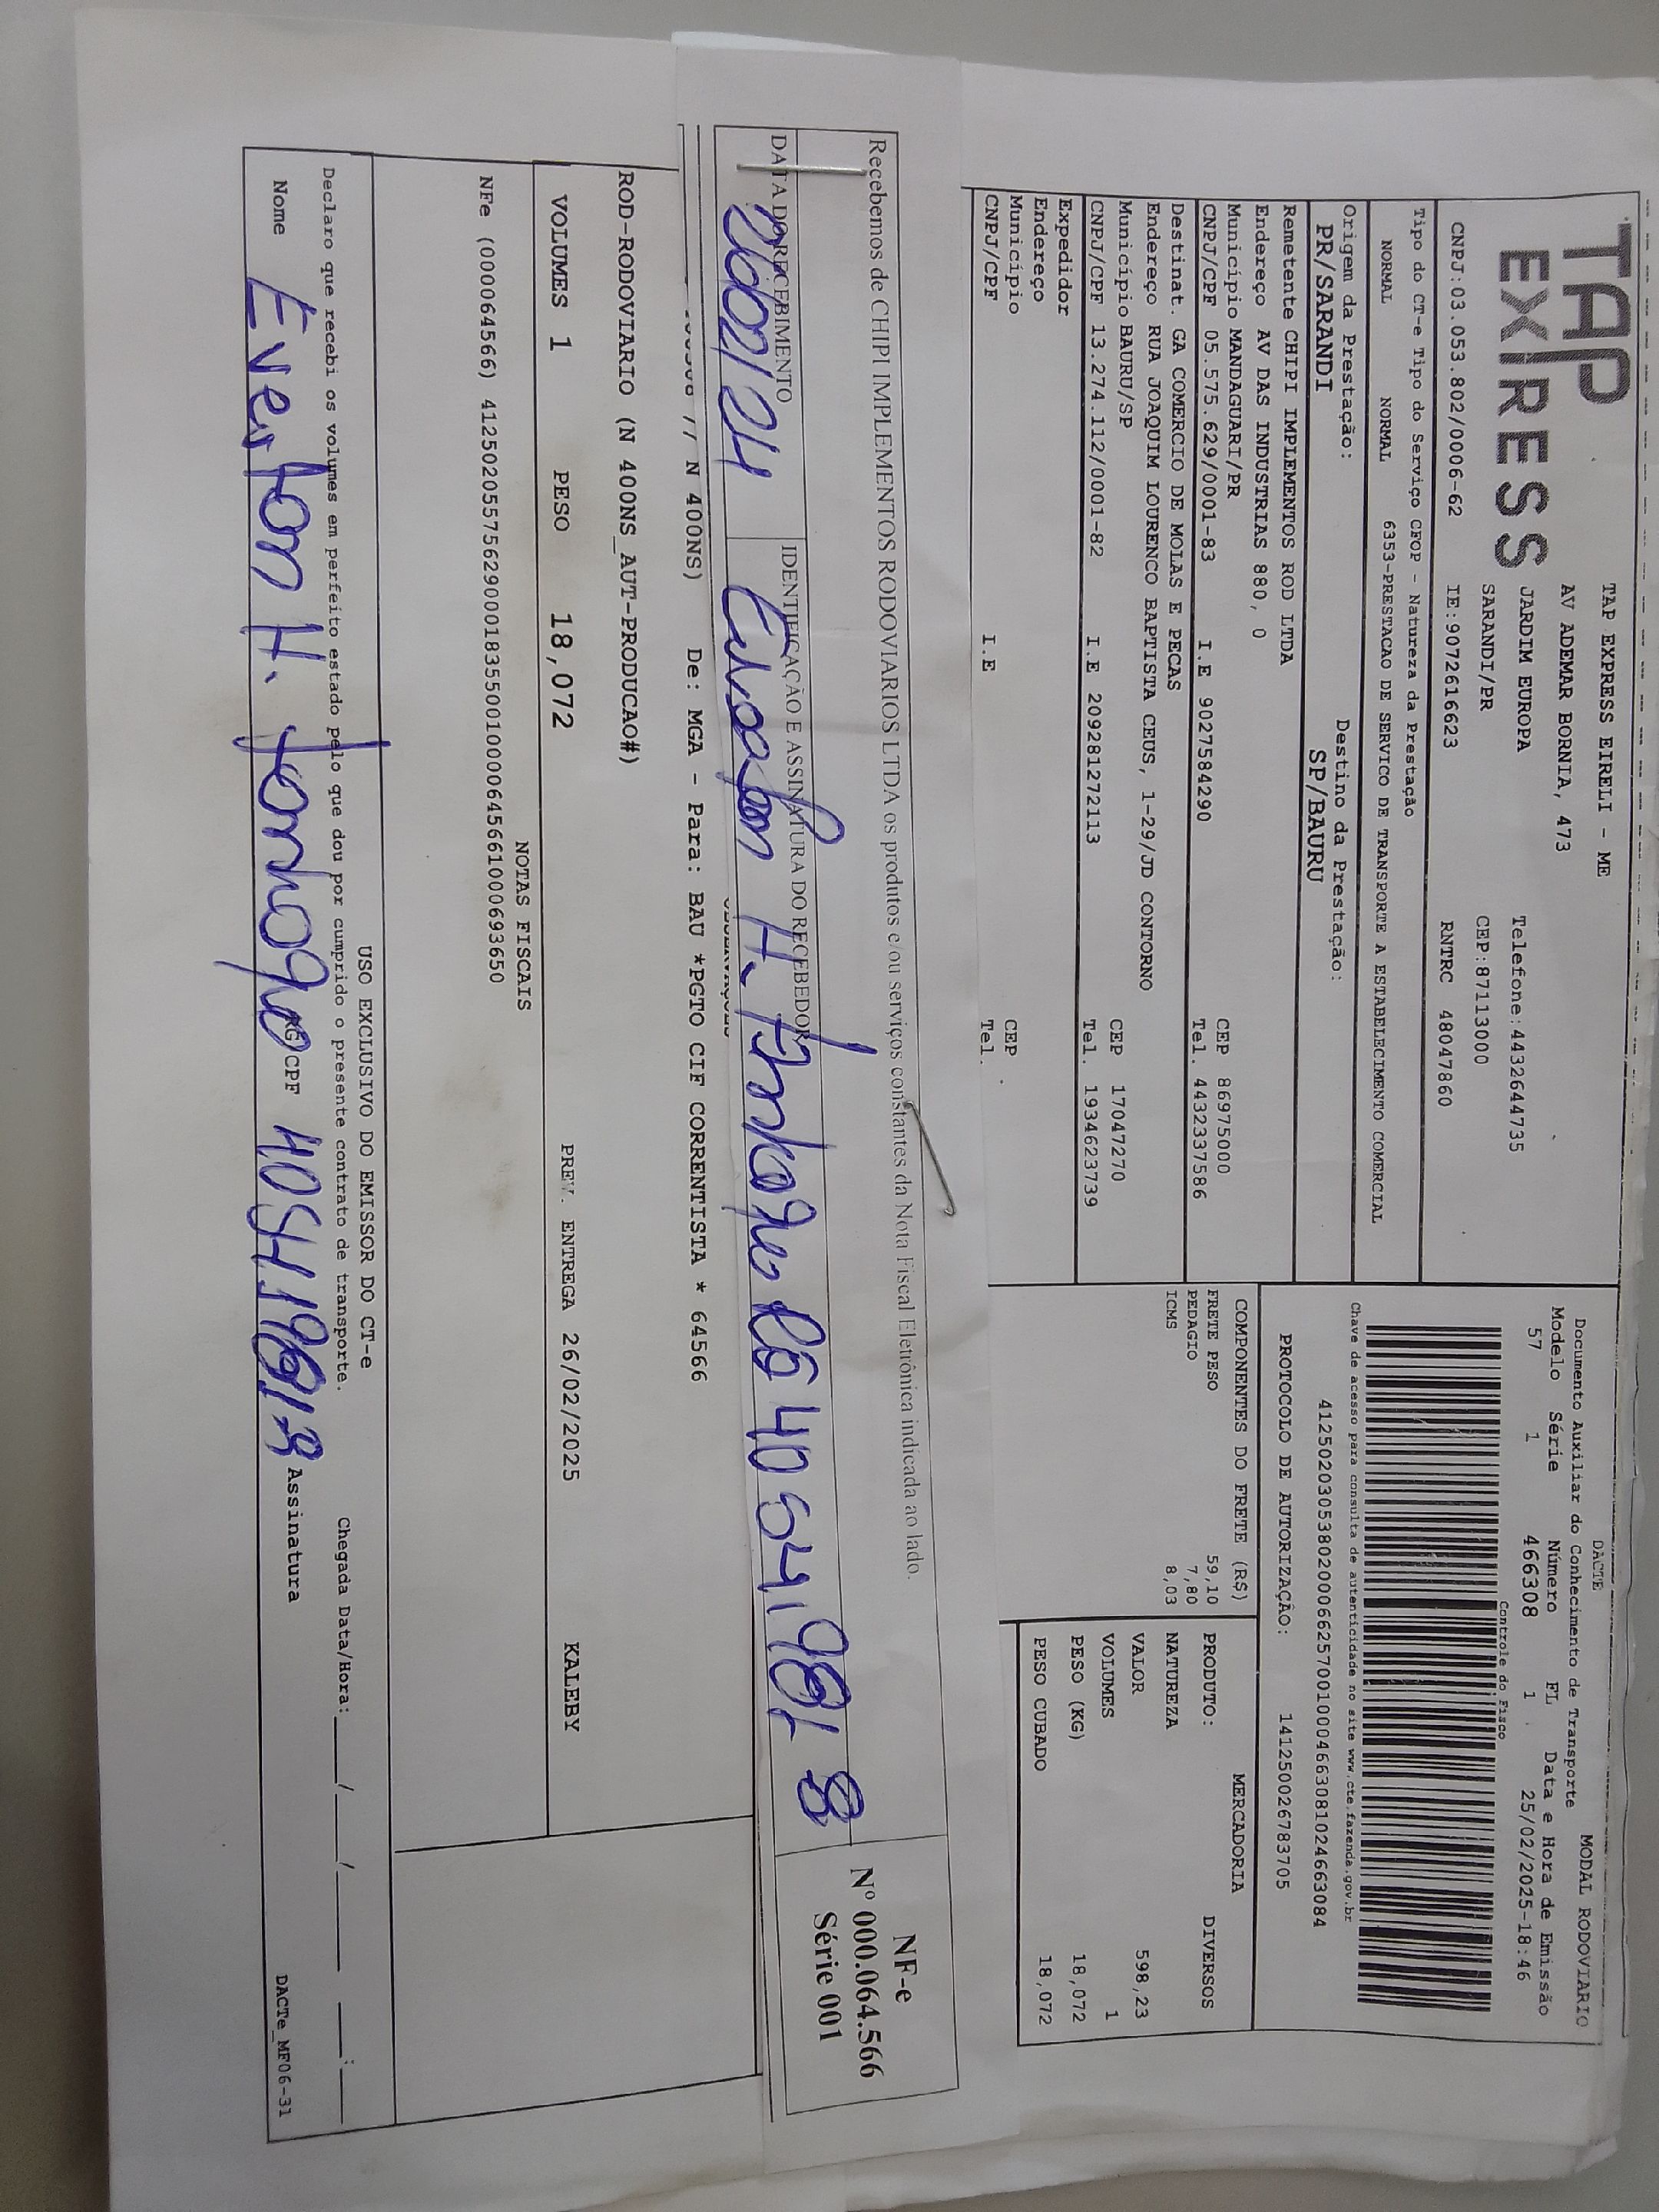 TAP
EXPRESS
TAP EXPRESS EIRELI - ME
AV ADEMAR BORNIA, 473
JARDIM EUROPA
Telefone:4432644735
SARANDI/PR
CEP:87113000
CNPJ:03.053.802/0006-62 IE:9072616623 RNTRC 48047860
DACTE MODAL RODOVIARIO
Documento Auxiliar do Conhecimento de Transporte
Modelo Série Número FL Data e Hora de Emissão
57 1 466308 1 25/02/2025-18:46
Controle do Fisco
Chave de acesso para consulta de autenticidade no site www.cte.fazenda.gov.br
41250203053802000662570010004663081024663084
PROTOCOLO DE AUTORIZAÇÃO: 141250026783705
Tipo do CT-e Tipo do Serviço CFOP - Natureza da Prestação
NORMAL NORMAL 6353-PRESTACAO DE SERVICO DE TRANSPORTE A ESTABELECIMENTO COMERCIAL
Origem da Prestação: Destino da Prestação:
PR/SARANDI SP/BAURU
Remetente CHIPI IMPLEMENTOS ROD LTDA
Endereço AV DAS INDUSTRIAS 880, 0
Município MANDAGUARI/PR CEP 86975000
CNPJ/CPF 05.575.629/0001-83 I.E 9027584290 Tel. 4432337586
Destinat. GA COMERCIO DE MOLAS E PECAS
Endereço RUA JOAQUIM LOURENCO BAPTISTA CEUS, 1-29/JD CONTORNO
Município BAURU/SP CEP 17047270
CNPJ/CPF 13.274.112/0001-82 I.E 209281272113 Tel. 1934623739
Expedidor
Endereço
Município CEP
CNPJ/CPF I.E Tel.
COMPONENTES DO FRETE (R$)
FRETE PESO 59,10
PEDAGIO 7,80
ICMS 8,03
MERCADORIA
PRODUTO: DIVERSOS
NATUREZA
VALOR 598,23
VOLUMES 1
PESO (KG) 18,072
PESO CUBADO 18,072
Recebemos de CHIPI IMPLEMENTOS RODOVIARIOS LTDA os produtos e/ou serviços constantes da Nota Fiscal Eletrônica indicada ao lado.
DATA DO RECEBIMENTO IDENTIFICAÇÃO E ASSINATURA DO RECEBEDOR
H. RG 40541981 8
NF-e
Nº 000.064.566
Série 001
N 400NS) De: MGA - Para: BAU *PGTO CIF CORRENTISTA * 64566
ROD-RODOVIARIO (N 400NS_AUT-PRODUCAO#)
VOLUMES 1 PESO 18,072 PREV. ENTREGA 26/02/2025 KALEBY
NOTAS FISCAIS
NFe (000064566) 41250205575629000183550010000645661000693650
USO EXCLUSIVO DO EMISSOR DO CT-e
Declaro que recebi os volumes em perfeito estado pelo que dou por cumprido o presente contrato de transporte. Chegada Data/Hora:___/___/_____ __:__
Nome Everton H. RG CPF Assinatura
DACTe_MF06-31